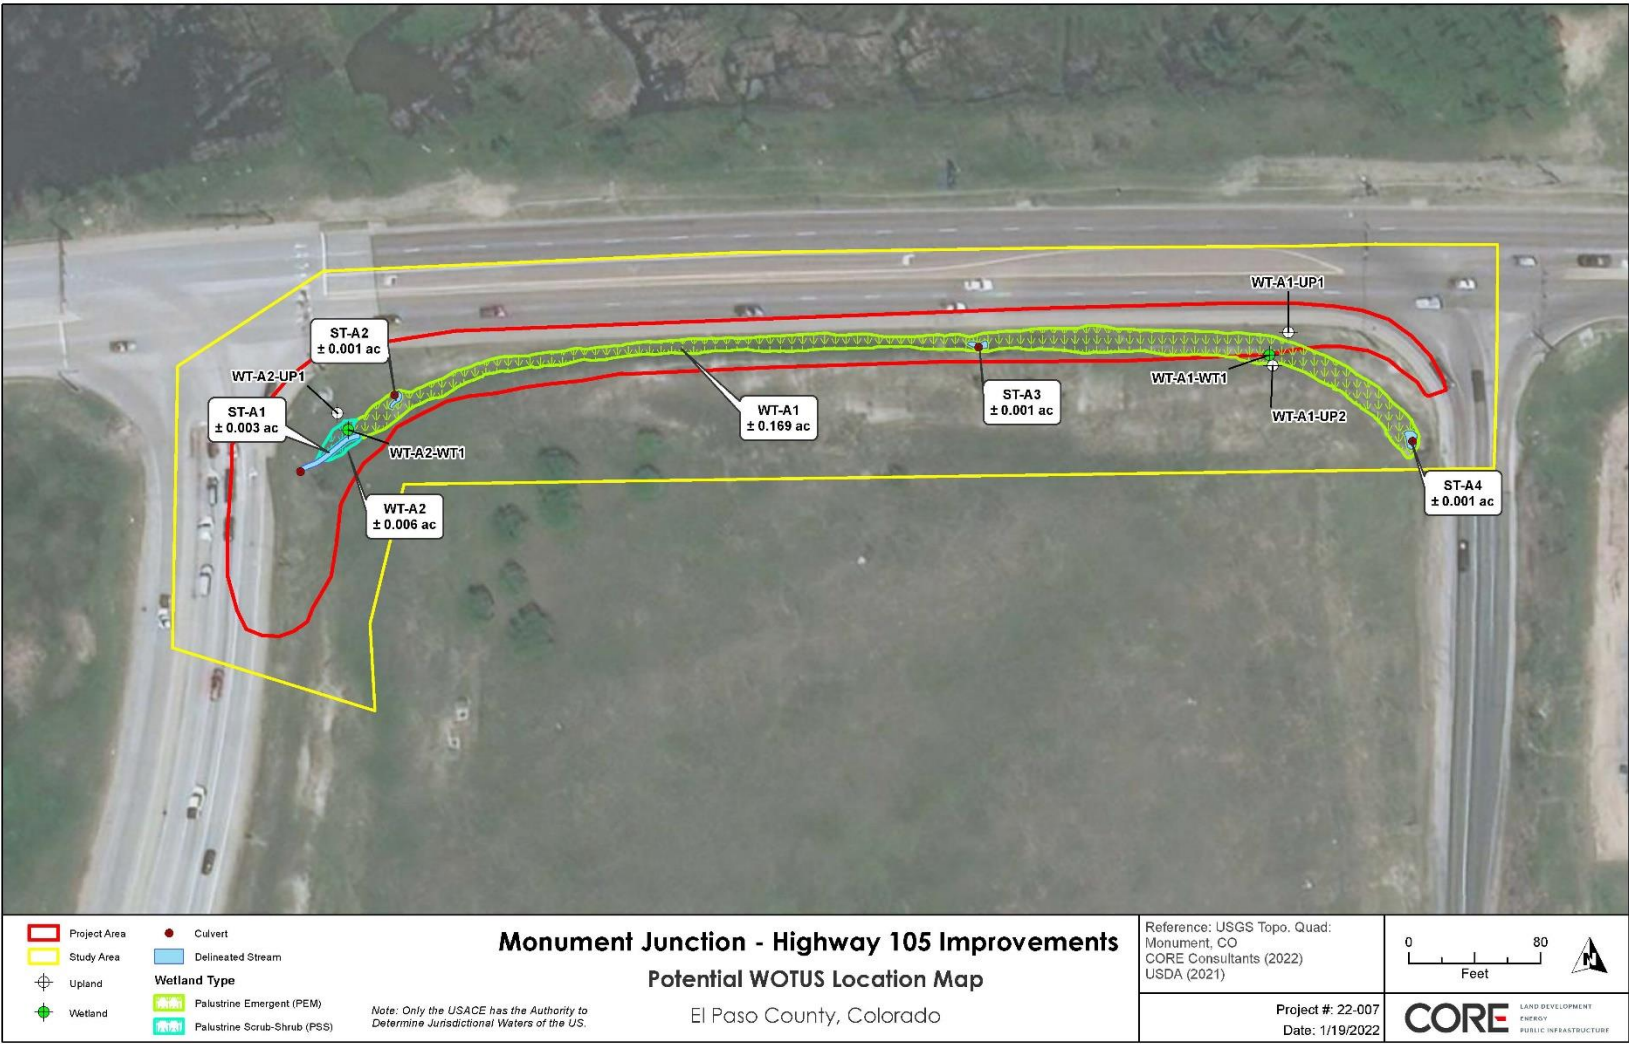 WT-A1-UP1
ST-A2
± 0.001 ac
WT-A2-UP1
WT-A1-WT1
ST-A3
± 0.001 ac
ST-A1
± 0.003 ac
WT-A1
± 0.169 ac
WT-A1-UP2
WT-A2-WT1
WT-A2
± 0.006 ac
ST-A4
± 0.001 ac
Project Area
Study Area
Upland
Wetland
Culvert
Delineated Stream
Wetland Type
Palustrine Emergent (PEM)
Palustrine Scrub-Shrub (PSS)
Note: Only the USACE has the Authority to
Determine Jurisdictional Waters of the US.
Monument Junction - Highway 105 Improvements
Potential WOTUS Location Map
El Paso County, Colorado
Reference: USGS Topo. Quad:
Monument, CO
CORE Consultants (2022)
USDA (2021)
0 80
Feet
N
Project #: 22-007
Date: 1/19/2022
CORE
LAND DEVELOPMENT
ENERGY
PUBLIC INFRASTRUCTURE